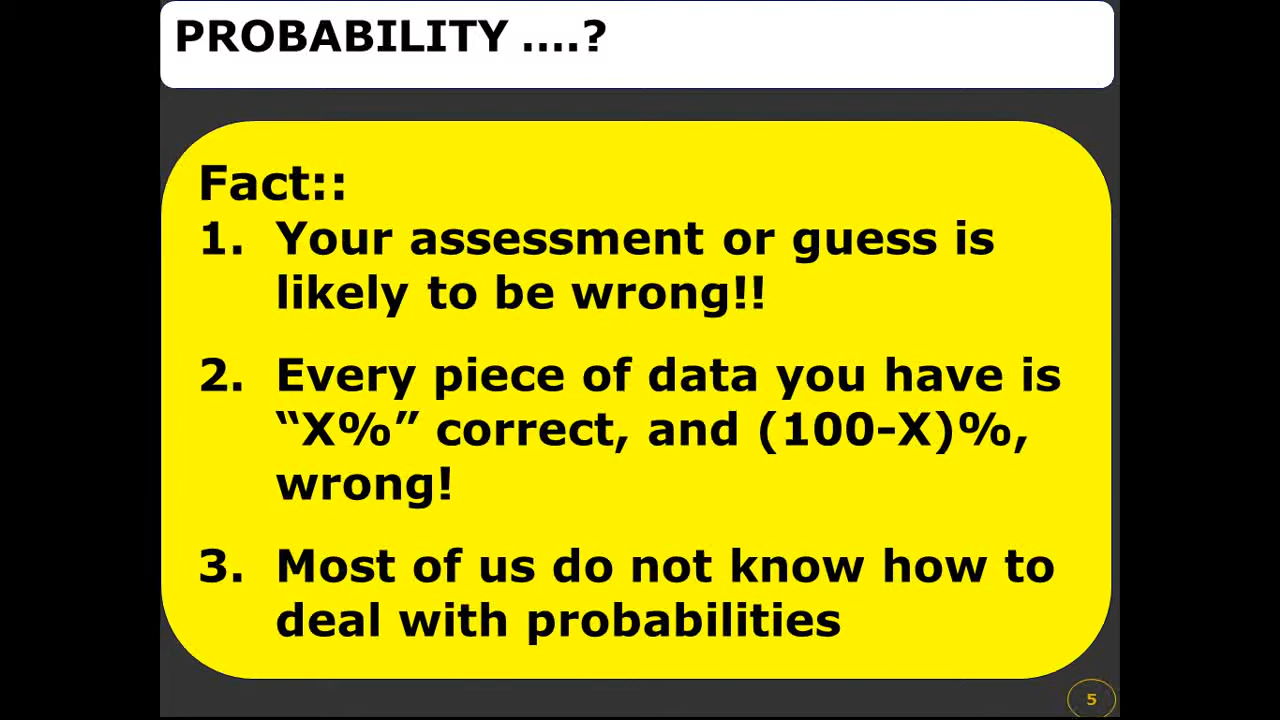 PROBABILITY ....?
Fact::
1. Your assessment or guess is
likely to be wrong!!
2. Every piece of data you have is
“X%” correct, and (100-X)%,
wrong!
3. Most of us do not know how to
deal with probabilities
5